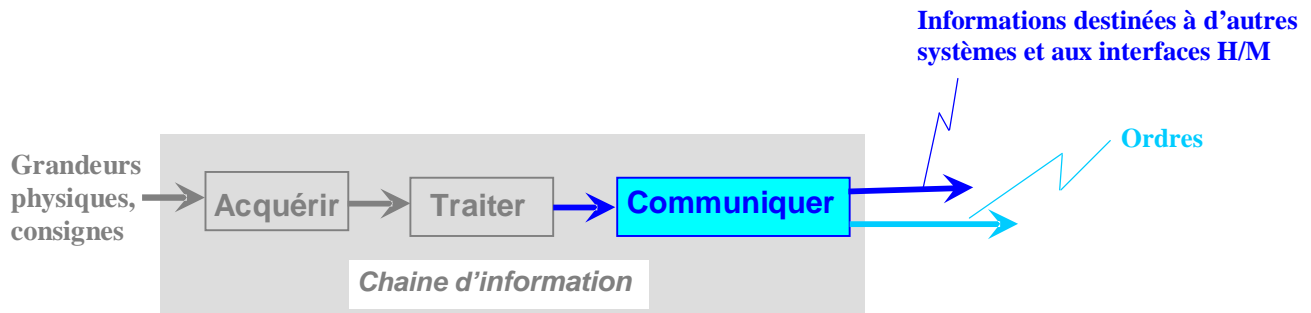 Informations destinées à d’autres
systèmes et aux interfaces H/M
Ordres
Grandeurs
physiques,
consignes
Acquérir
Traiter
Communiquer
Chaine d’information